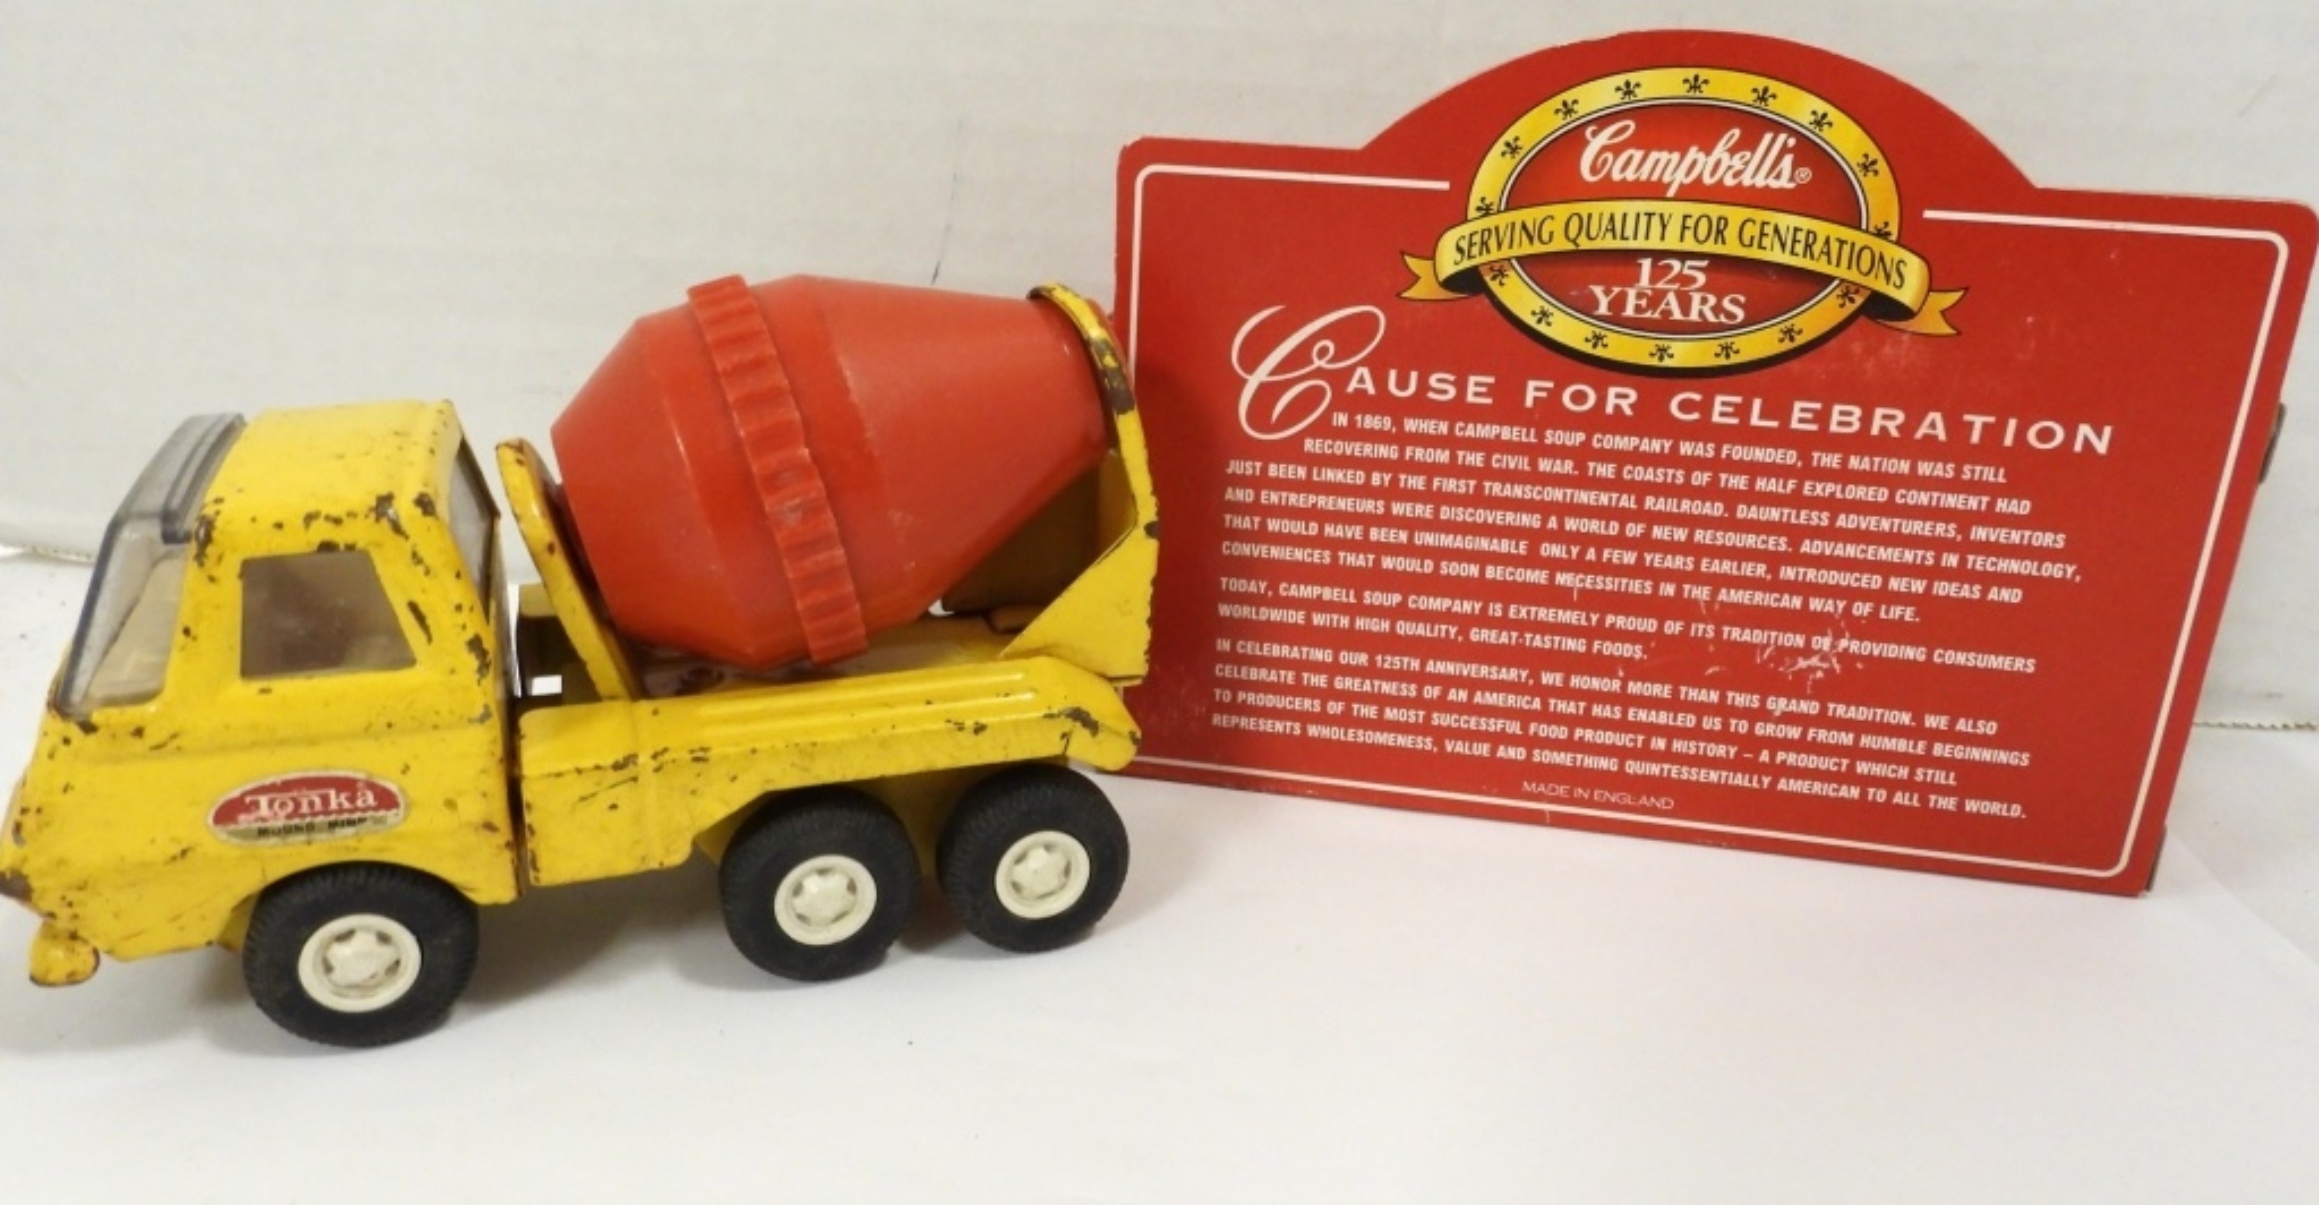 Tonka
MOUND MINN
Campbell's®
SERVING QUALITY FOR GENERATIONS
125
YEARS
CAUSE FOR CELEBRATION
IN 1869, WHEN CAMPBELL SOUP COMPANY WAS FOUNDED, THE NATION WAS STILL
RECOVERING FROM THE CIVIL WAR. THE COASTS OF THE HALF EXPLORED CONTINENT HAD
JUST BEEN LINKED BY THE FIRST TRANSCONTINENTAL RAILROAD. DAUNTLESS ADVENTURERS, INVENTORS
AND ENTREPRENEURS WERE DISCOVERING A WORLD OF NEW RESOURCES. ADVANCEMENTS IN TECHNOLOGY,
THAT WOULD HAVE BEEN UNIMAGINABLE ONLY A FEW YEARS EARLIER, INTRODUCED NEW IDEAS AND
CONVENIENCES THAT WOULD SOON BECOME NECESSITIES IN THE AMERICAN WAY OF LIFE.
TODAY, CAMPBELL SOUP COMPANY IS EXTREMELY PROUD OF ITS TRADITION OF PROVIDING CONSUMERS
WORLDWIDE WITH HIGH QUALITY, GREAT-TASTING FOODS.
IN CELEBRATING OUR 125TH ANNIVERSARY, WE HONOR MORE THAN THIS GRAND TRADITION. WE ALSO
CELEBRATE THE GREATNESS OF AN AMERICA THAT HAS ENABLED US TO GROW FROM HUMBLE BEGINNINGS
TO PRODUCERS OF THE MOST SUCCESSFUL FOOD PRODUCT IN HISTORY – A PRODUCT WHICH STILL
REPRESENTS WHOLESOMENESS, VALUE AND SOMETHING QUINTESSENTIALLY AMERICAN TO ALL THE WORLD.
MADE IN ENGLAND